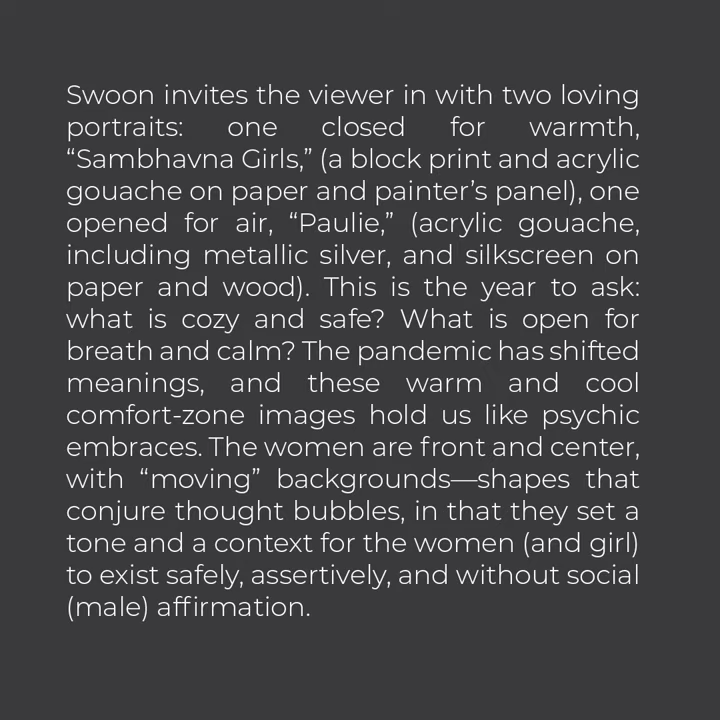 Swoon invites the viewer in with two loving
portraits: one closed for warmth,
“Sambhavna Girls,” (a block print and acrylic
gouache on paper and painter’s panel), one
opened for air, “Paulie,” (acrylic gouache,
including metallic silver, and silkscreen on
paper and wood). This is the year to ask:
what is cozy and safe? What is open for
breath and calm? The pandemic has shifted
meanings, and these warm and cool
comfort-zone images hold us like psychic
embraces. The women are front and center,
with “moving” backgrounds—shapes that
conjure thought bubbles, in that they set a
tone and a context for the women (and girl)
to exist safely, assertively, and without social
(male) affirmation.